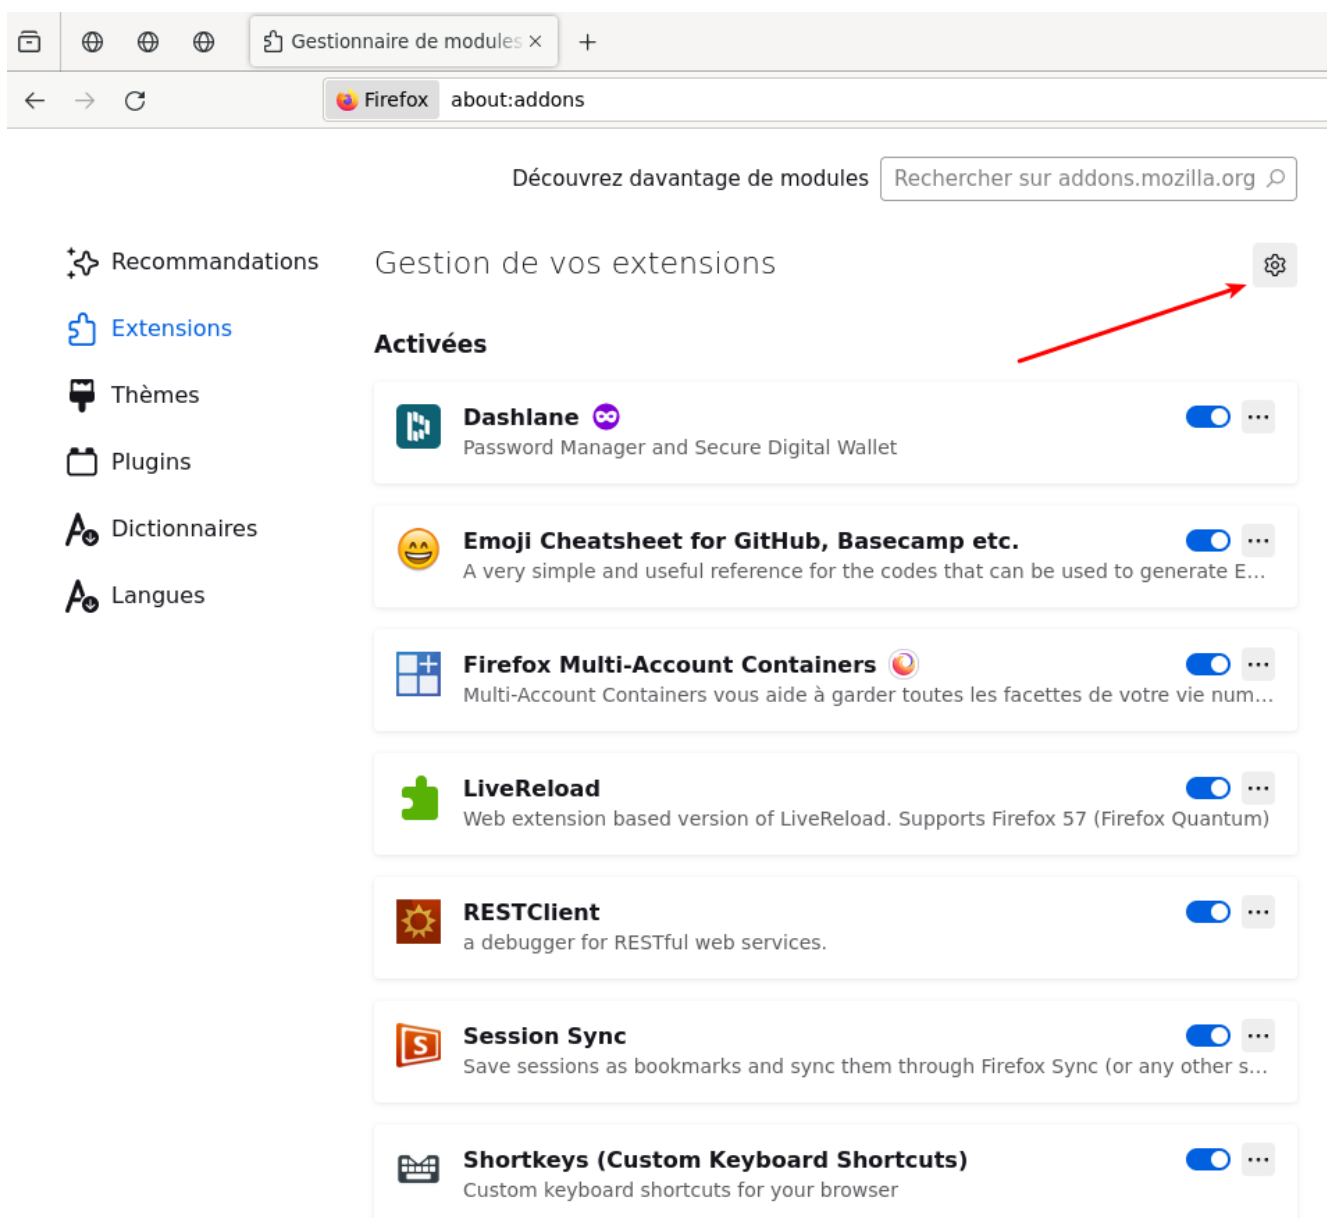 Gestionnaire de modules
Firefox about:addons
Découvrez davantage de modules Rechercher sur addons.mozilla.org
Recommandations
Extensions
Thèmes
Plugins
Dictionnaires
Langues
Gestion de vos extensions
Activées
Dashlane
Password Manager and Secure Digital Wallet
Emoji Cheatsheet for GitHub, Basecamp etc.
A very simple and useful reference for the codes that can be used to generate E...
Firefox Multi-Account Containers
Multi-Account Containers vous aide à garder toutes les facettes de votre vie num...
LiveReload
Web extension based version of LiveReload. Supports Firefox 57 (Firefox Quantum)
RESTClient
a debugger for RESTful web services.
S
Session Sync
Save sessions as bookmarks and sync them through Firefox Sync (or any other s...
Shortkeys (Custom Keyboard Shortcuts)
Custom keyboard shortcuts for your browser